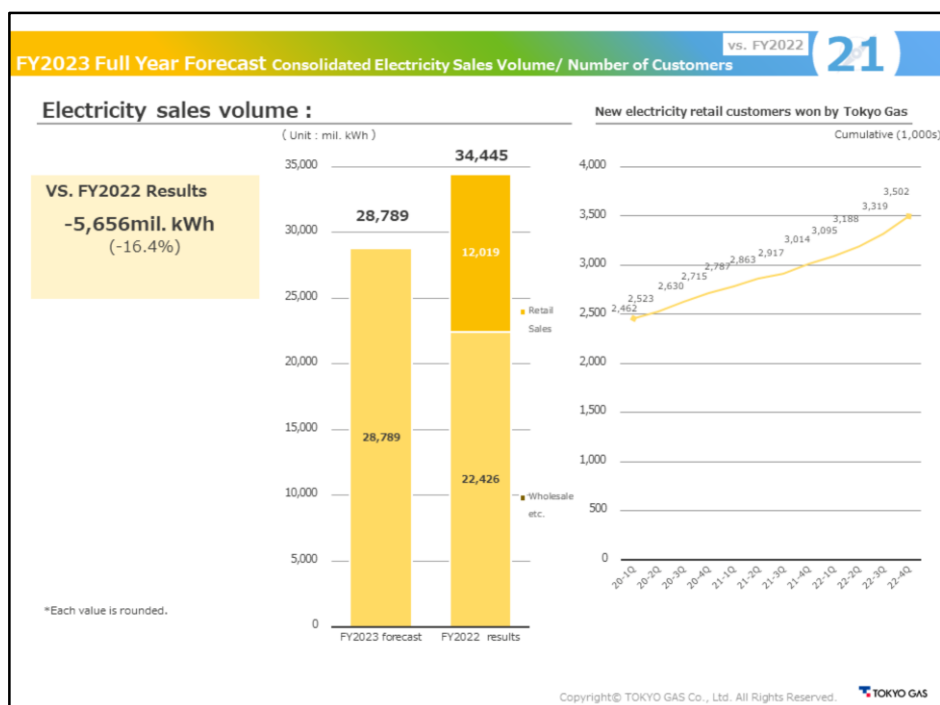 vs. FY2022
21
FY2023 Full Year Forecast Consolidated Electricity Sales Volume/ Number of Customers
Electricity sales volume :
( Unit : mil. kWh )
VS. FY2022 Results
-5,656mil. kWh
(-16.4%)
35,000
30,000
25,000
20,000
15,000
10,000
5,000
0
28,789
34,445
12,019
28,789
22,426
Retail
Sales
Wholesale
etc.
FY2023 forecast
FY2022 results
*Each value is rounded.
New electricity retail customers won by Tokyo Gas
Cumulative (1,000s)
4,000
3,500
3,000
2,500
2,000
1,500
1,000
500
0
2,462
2,523
2,630
2,715
2,787
2,863
2,917
3,014
3,095
3,188
3,319
3,502
20-1Q
20-2Q
20-3Q
20-4Q
21-1Q
21-2Q
21-3Q
21-4Q
22-1Q
22-2Q
22-3Q
22-4Q
Copyright© TOKYO GAS Co., Ltd. All Rights Reserved.
TOKYO GAS